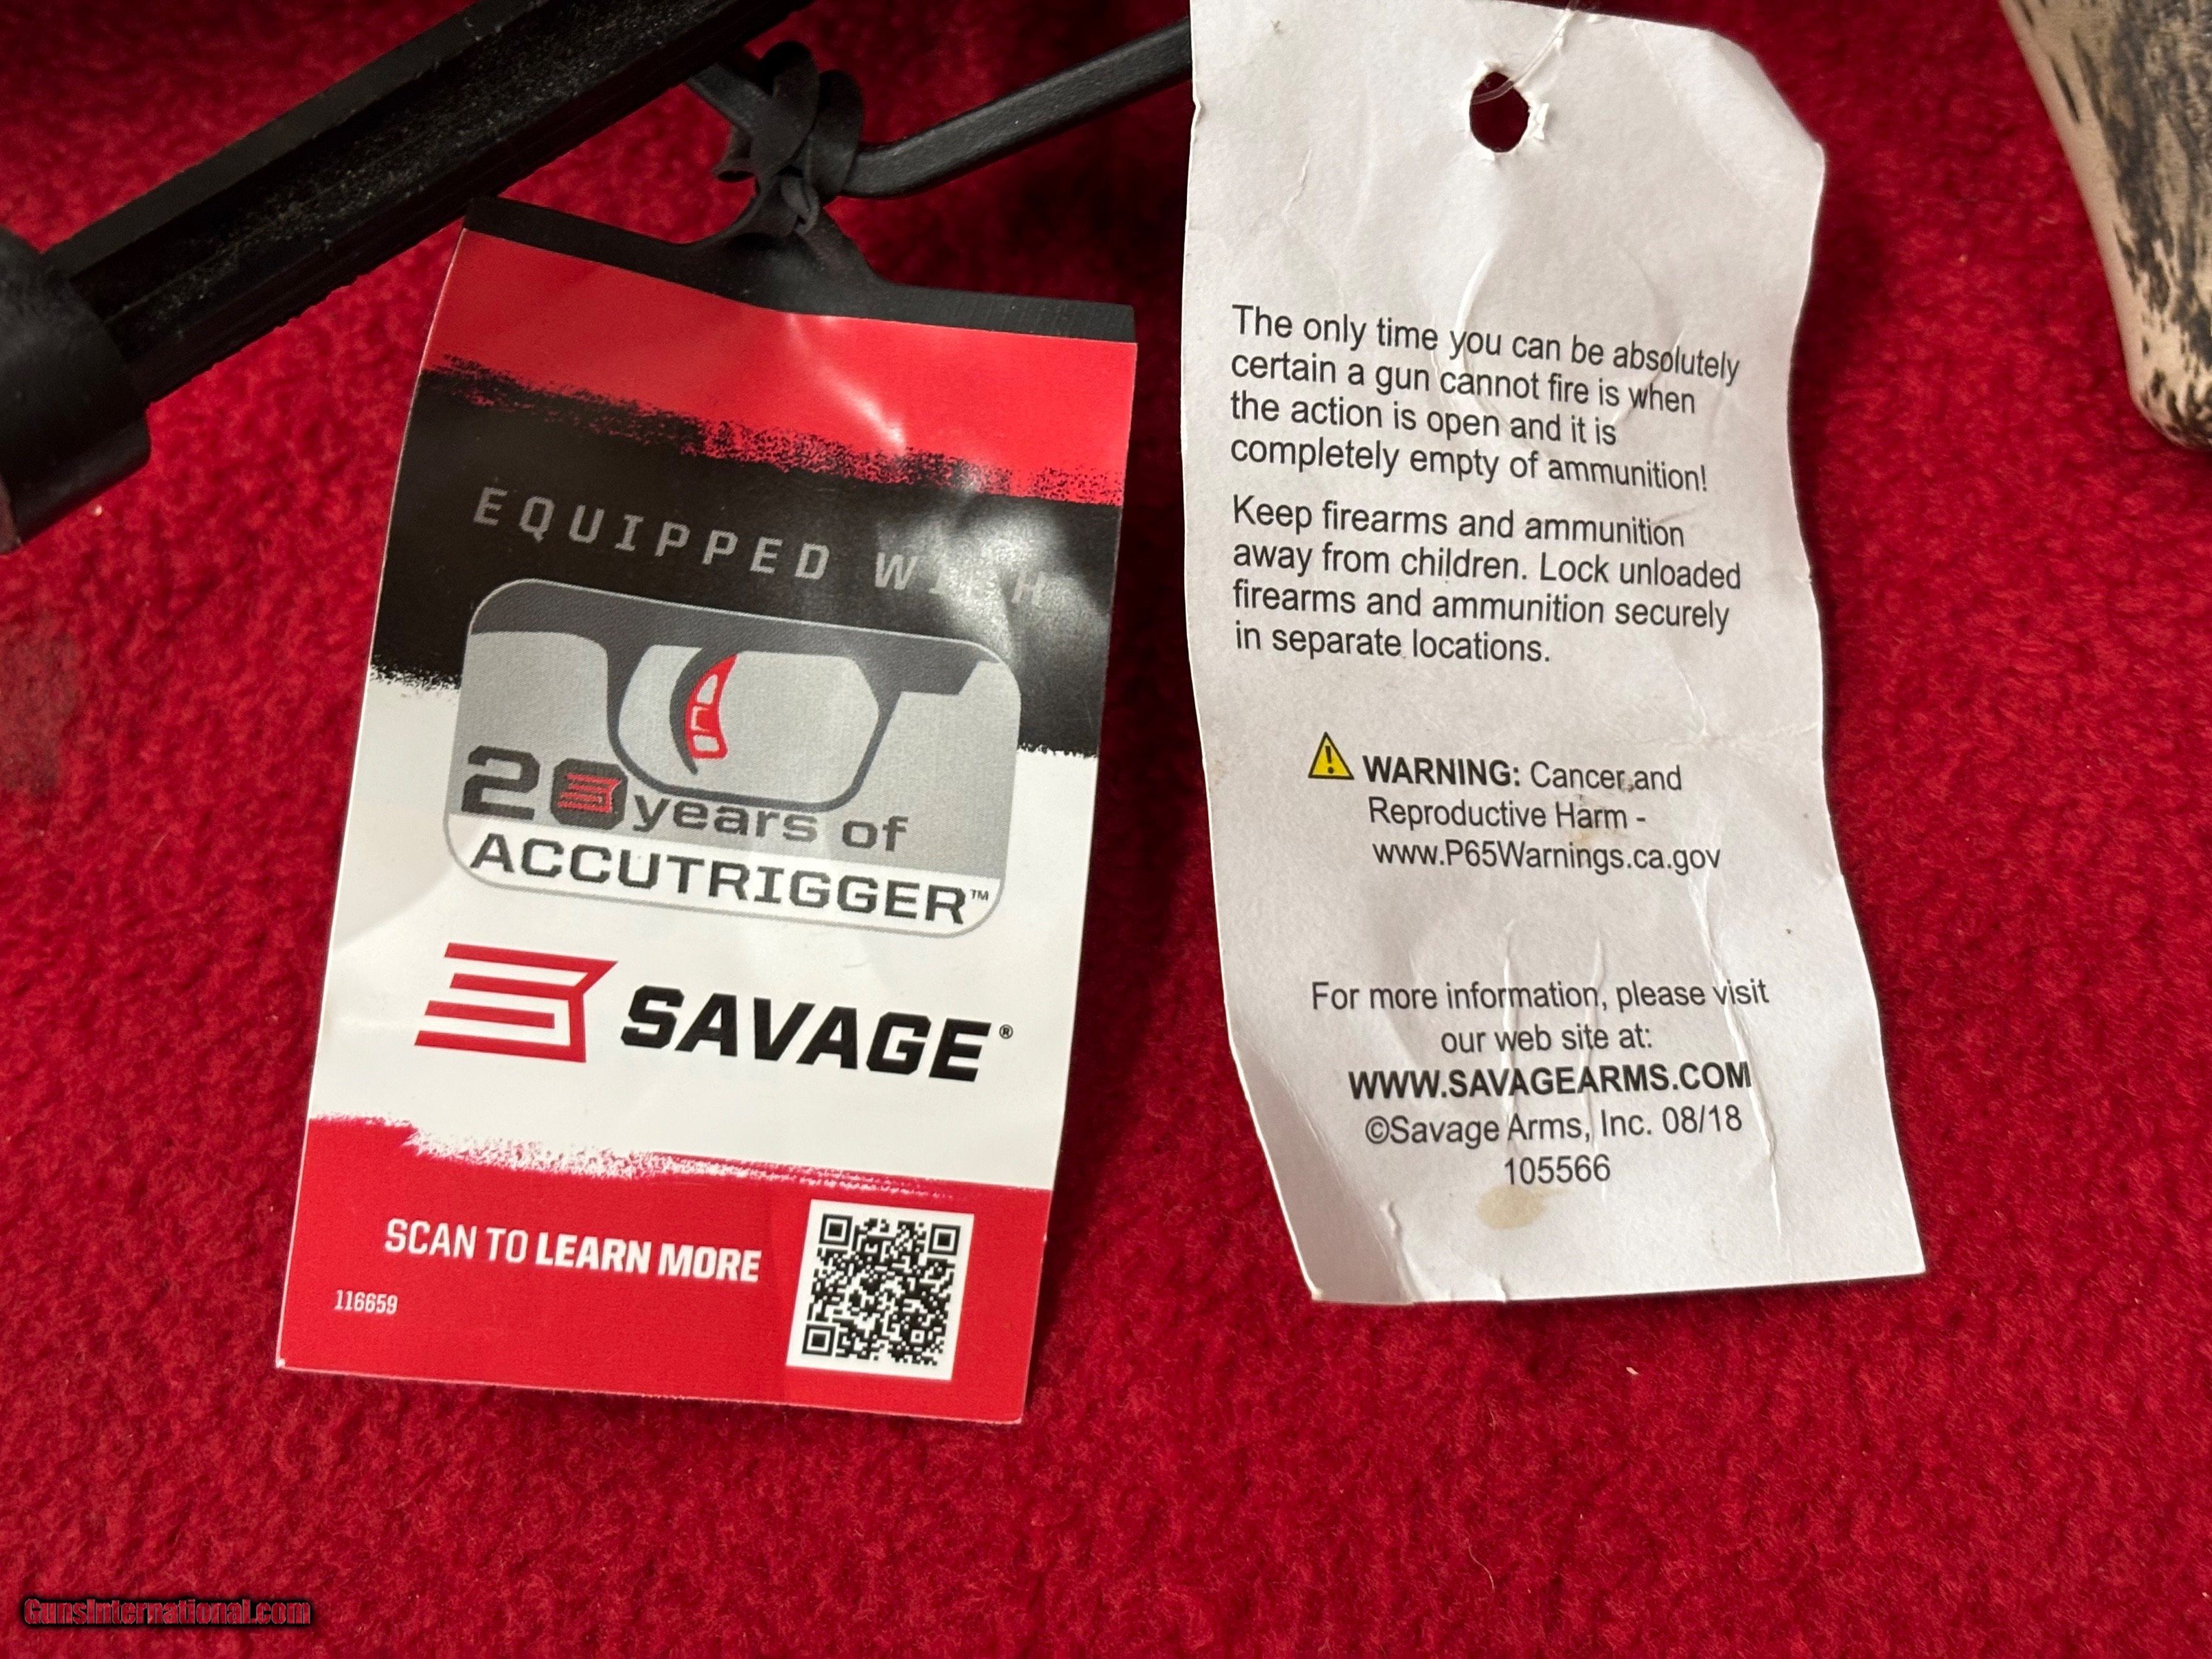 EQUIPPED WITH
20 years of
ACCUTRIGGER™
SAVAGE®
SCAN TO LEARN MORE
116659
The only time you can be absolutely
certain a gun cannot fire is when
the action is open and it is
completely empty of ammunition!
Keep firearms and ammunition
away from children. Lock unloaded
firearms and ammunition securely
in separate locations.
WARNING: Cancer and
Reproductive Harm -
www.P65Warnings.ca.gov
For more information, please visit
our web site at:
WWW.SAVAGEARMS.COM
©Savage Arms, Inc. 08/18
105566
GunsInternational.com